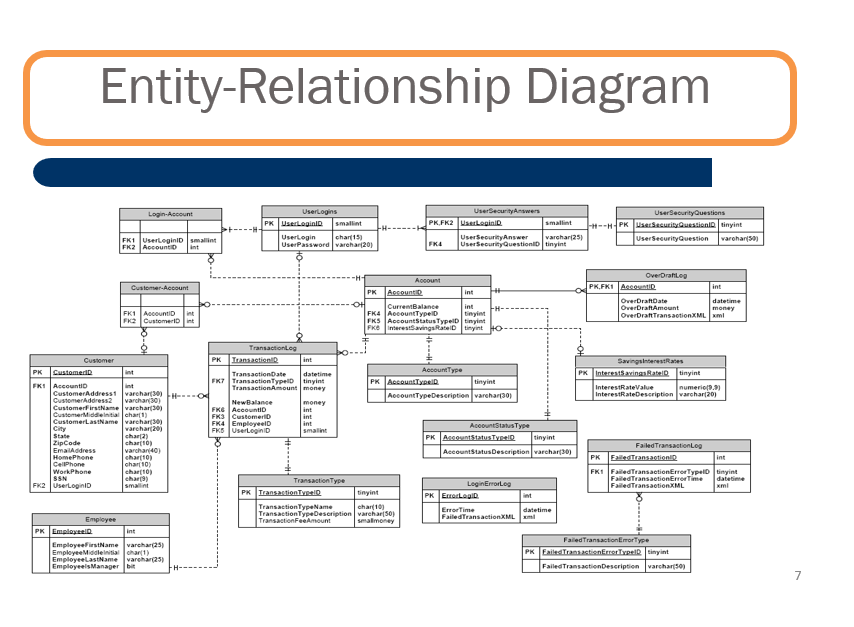 Entity-Relationship Diagram
Login-Account
FK1 UserLoginID smallint
FK2 AccountID int
UserLogins
PK UserLoginID smallint
UserLogin char(15)
UserPassword varchar(20)
UserSecurityAnswers
PK,FK2 UserLoginID smallint
UserSecurityAnswer varchar(25)
FK4 UserSecurityQuestionID tinyint
UserSecurityQuestions
PK UserSecurityQuestionID tinyint
UserSecurityQuestion varchar(50)
Customer-Account
FK1 AccountID int
FK2 CustomerID int
Account
PK AccountID int
CurrentBalance int
FK4 AccountTypeID tinyint
FK5 AccountStatusTypeID tinyint
FK6 InterestSavingsRateID tinyint
OverDraftLog
PK,FK1 AccountID int
OverDraftDate datetime
OverDraftAmount money
OverDraftTransactionXML xml
Customer
PK CustomerID int
FK1 AccountID int
CustomerAddress1 varchar(30)
CustomerAddress2 varchar(30)
CustomerFirstName varchar(30)
CustomerMiddleInitial char(1)
CustomerLastName varchar(30)
City varchar(20)
State char(2)
ZipCode char(10)
EmailAddress varchar(40)
HomePhone char(10)
CellPhone char(10)
WorkPhone char(10)
SSN char(9)
FK2 UserLoginID smallint
TransactionLog
PK TransactionID int
TransactionDate datetime
FK7 TransactionTypeID tinyint
TransactionAmount money
NewBalance money
FK6 AccountID int
FK3 CustomerID int
FK4 EmployeeID int
FK5 UserLoginID smallint
AccountType
PK AccountTypeID tinyint
AccountTypeDescription varchar(30)
SavingsInterestRates
PK InterestSavingsRateID tinyint
InterestRateValue numeric(9,9)
InterestRateDescription varchar(20)
AccountStatusType
PK AccountStatusTypeID tinyint
AccountStatusDescription varchar(30)
FailedTransactionLog
PK FailedTransactionID int
FK1 FailedTransactionErrorTypeID tinyint
FailedTransactionErrorTime datetime
FailedTransactionXML xml
TransactionType
PK TransactionTypeID tinyint
TransactionTypeName char(10)
TransactionTypeDescription varchar(50)
TransactionFeeAmount smallmoney
LoginErrorLog
PK ErrorLogID int
ErrorTime datetime
FailedTransactionXML xml
Employee
PK EmployeeID int
EmployeeFirstName varchar(25)
EmployeeMiddleInitial char(1)
EmployeeLastName varchar(25)
EmployeeIsManager bit
FailedTransactionErrorType
PK FailedTransactionErrorTypeID tinyint
FailedTransactionDescription varchar(50)
7